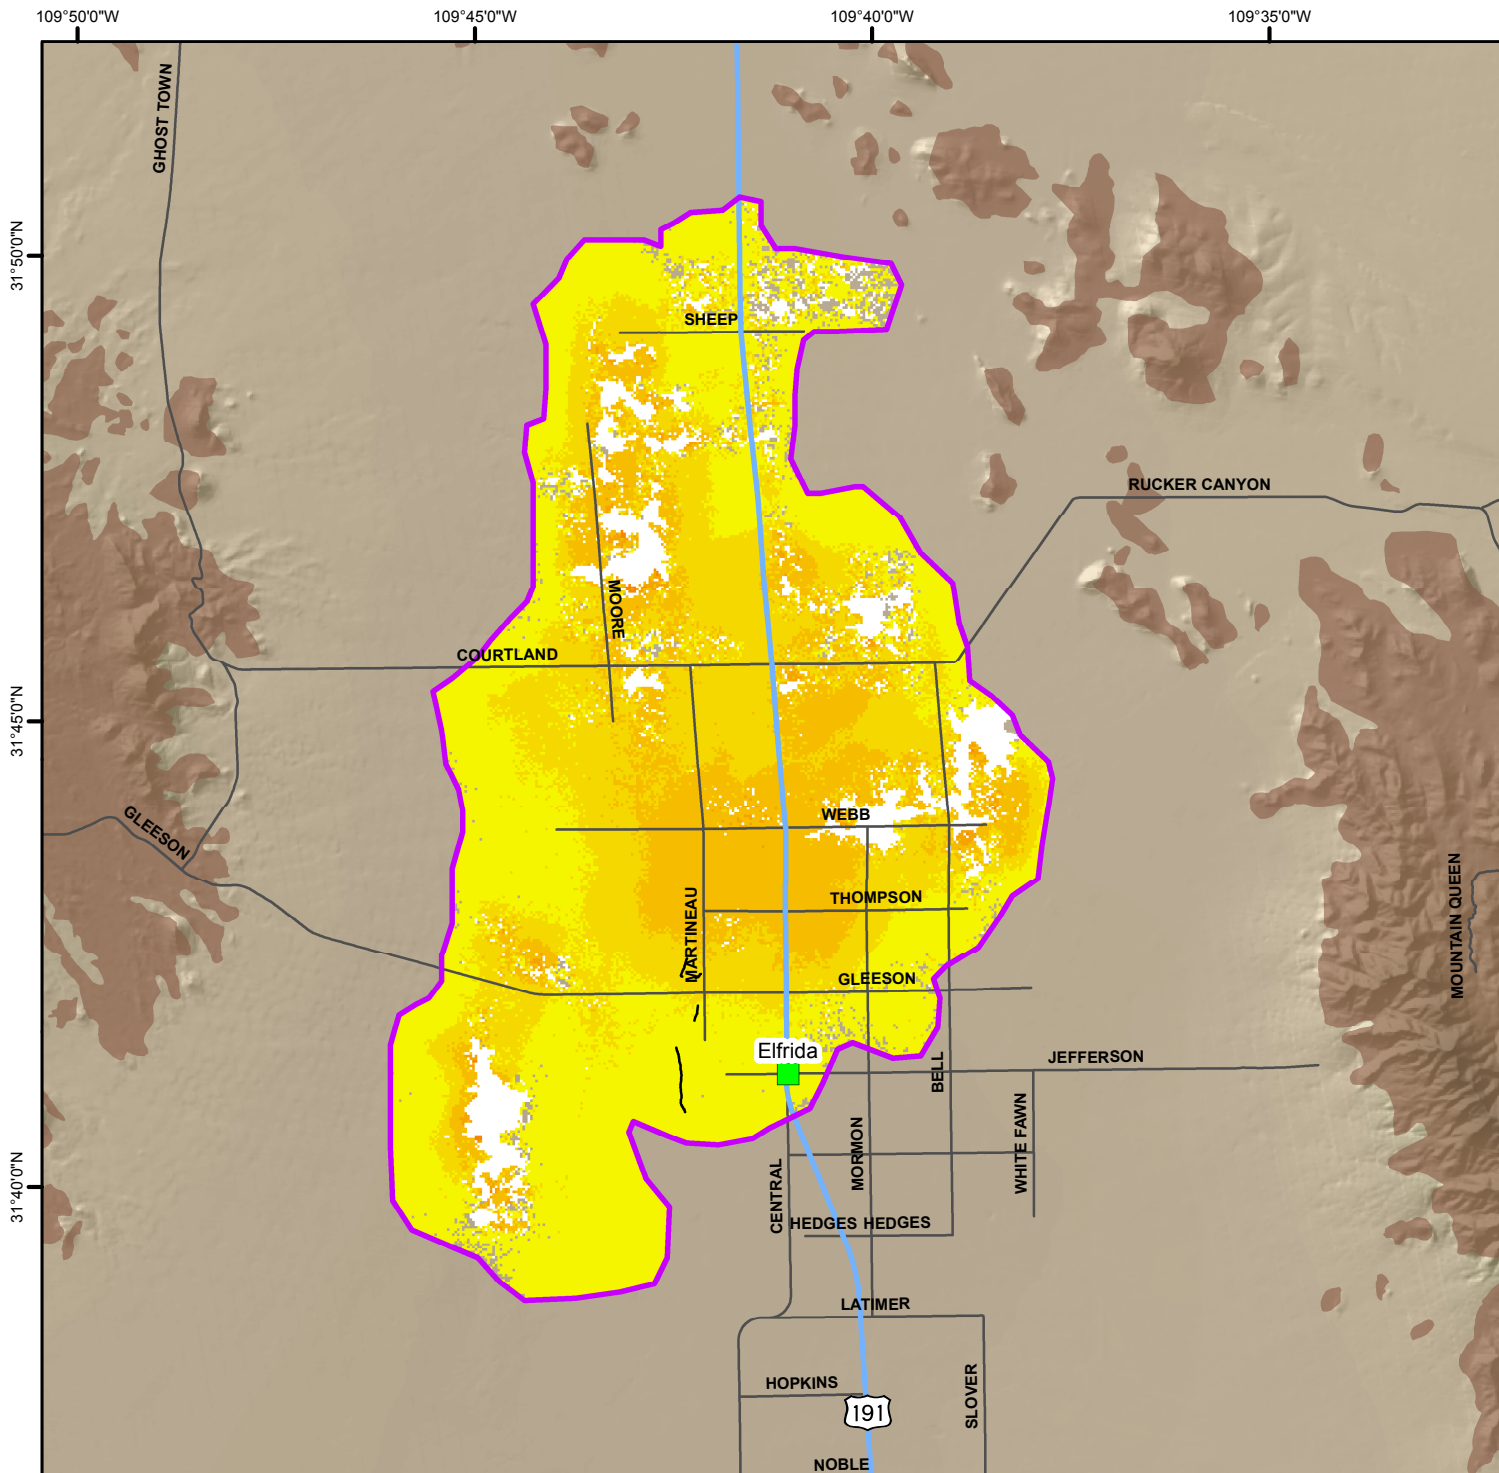 109°50'0"W
109°45'0"W
109°40'0"W
109°35'0"W
GHOST TOWN
31°50'0"N
SHEEP
RUCKER CANYON
MOORE
COURTLAND
31°45'0"N
GLEESON
WEBB
THOMPSON
MARTINEAU
MOUNTAIN QUEEN
GLEESON
Elfrida
JEFFERSON
BELL
WHITE FAWN
MORMON
CENTRAL
31°40'0"N
HEDGES HEDGES
LATIMER
HOPKINS
SLOVER
191
NOBLE